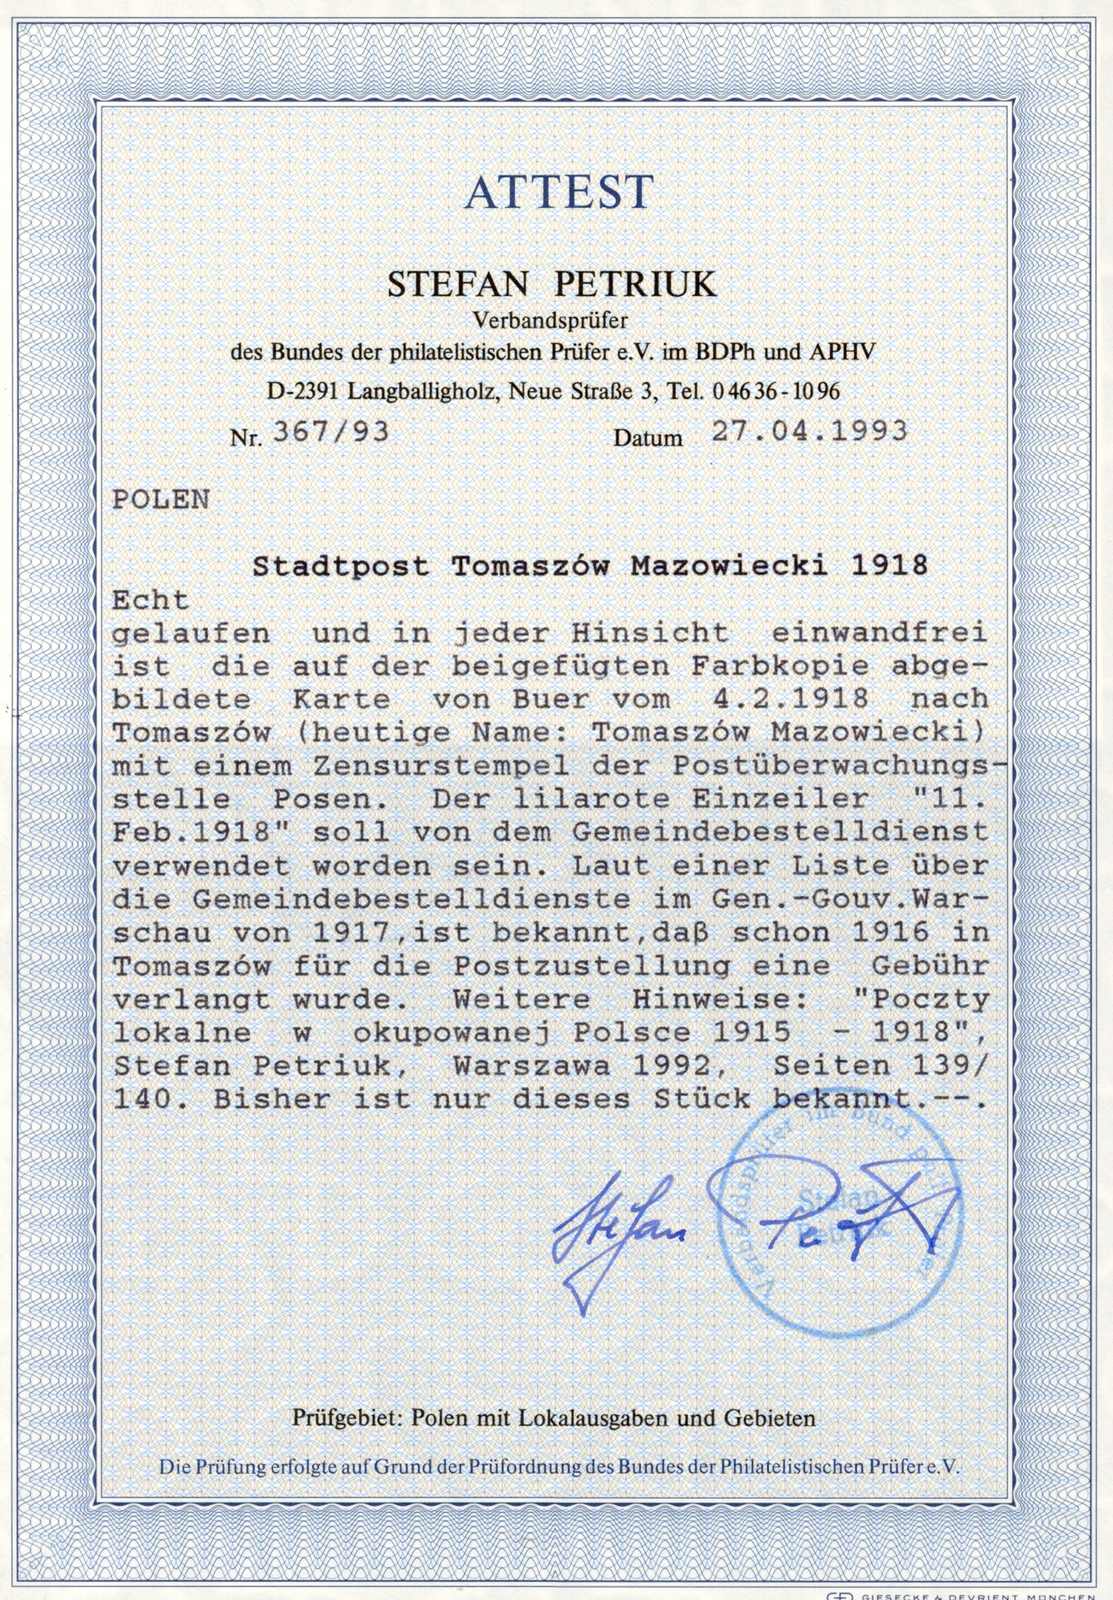 ATTEST
STEFAN PETRIUK
Verbandsprüfer
des Bundes der philatelistischen Prüfer e.V. im BDPh und APHV
D-2391 Langballigholz, Neue Straße 3, Tel. 04636-1096
Nr. 367/93 Datum 27.04.1993
POLEN
Stadtpost Tomaszów Mazowiecki 1918
Echt
gelaufen und in jeder Hinsicht einwandfrei
ist die auf der beigefügten Farbkopie abge-
bildete Karte von Buer vom 4.2.1918 nach
Tomaszów (heutige Name: Tomaszów Mazowiecki)
mit einem Zensurstempel der Postüberwachungs-
stelle Posen. Der lilarote Einzeiler "11.
Feb.1918" soll von dem Gemeindebestelldienst
verwendet worden sein. Laut einer Liste über
die Gemeindebestelldienste im Gen.-Gouv.War-
schau von 1917,ist bekannt,daß schon 1916 in
Tomaszów für die Postzustellung eine Gebühr
verlangt wurde. Weitere Hinweise: "Poczty
lokalne w okupowanej Polsce 1915 - 1918",
Stefan Petriuk, Warszawa 1992, Seiten 139/
140. Bisher ist nur dieses Stück bekannt.--.
Verbandsprüfer im Bund
Stefan
Petriuk
Stefan
Prüfgebiet: Polen mit Lokalausgaben und Gebieten
Die Prüfung erfolgte auf Grund der Prüfordnung des Bundes der Philatelistischen Prüfer e.V.
GIESECKE & DEVRIENT MÜNCHEN